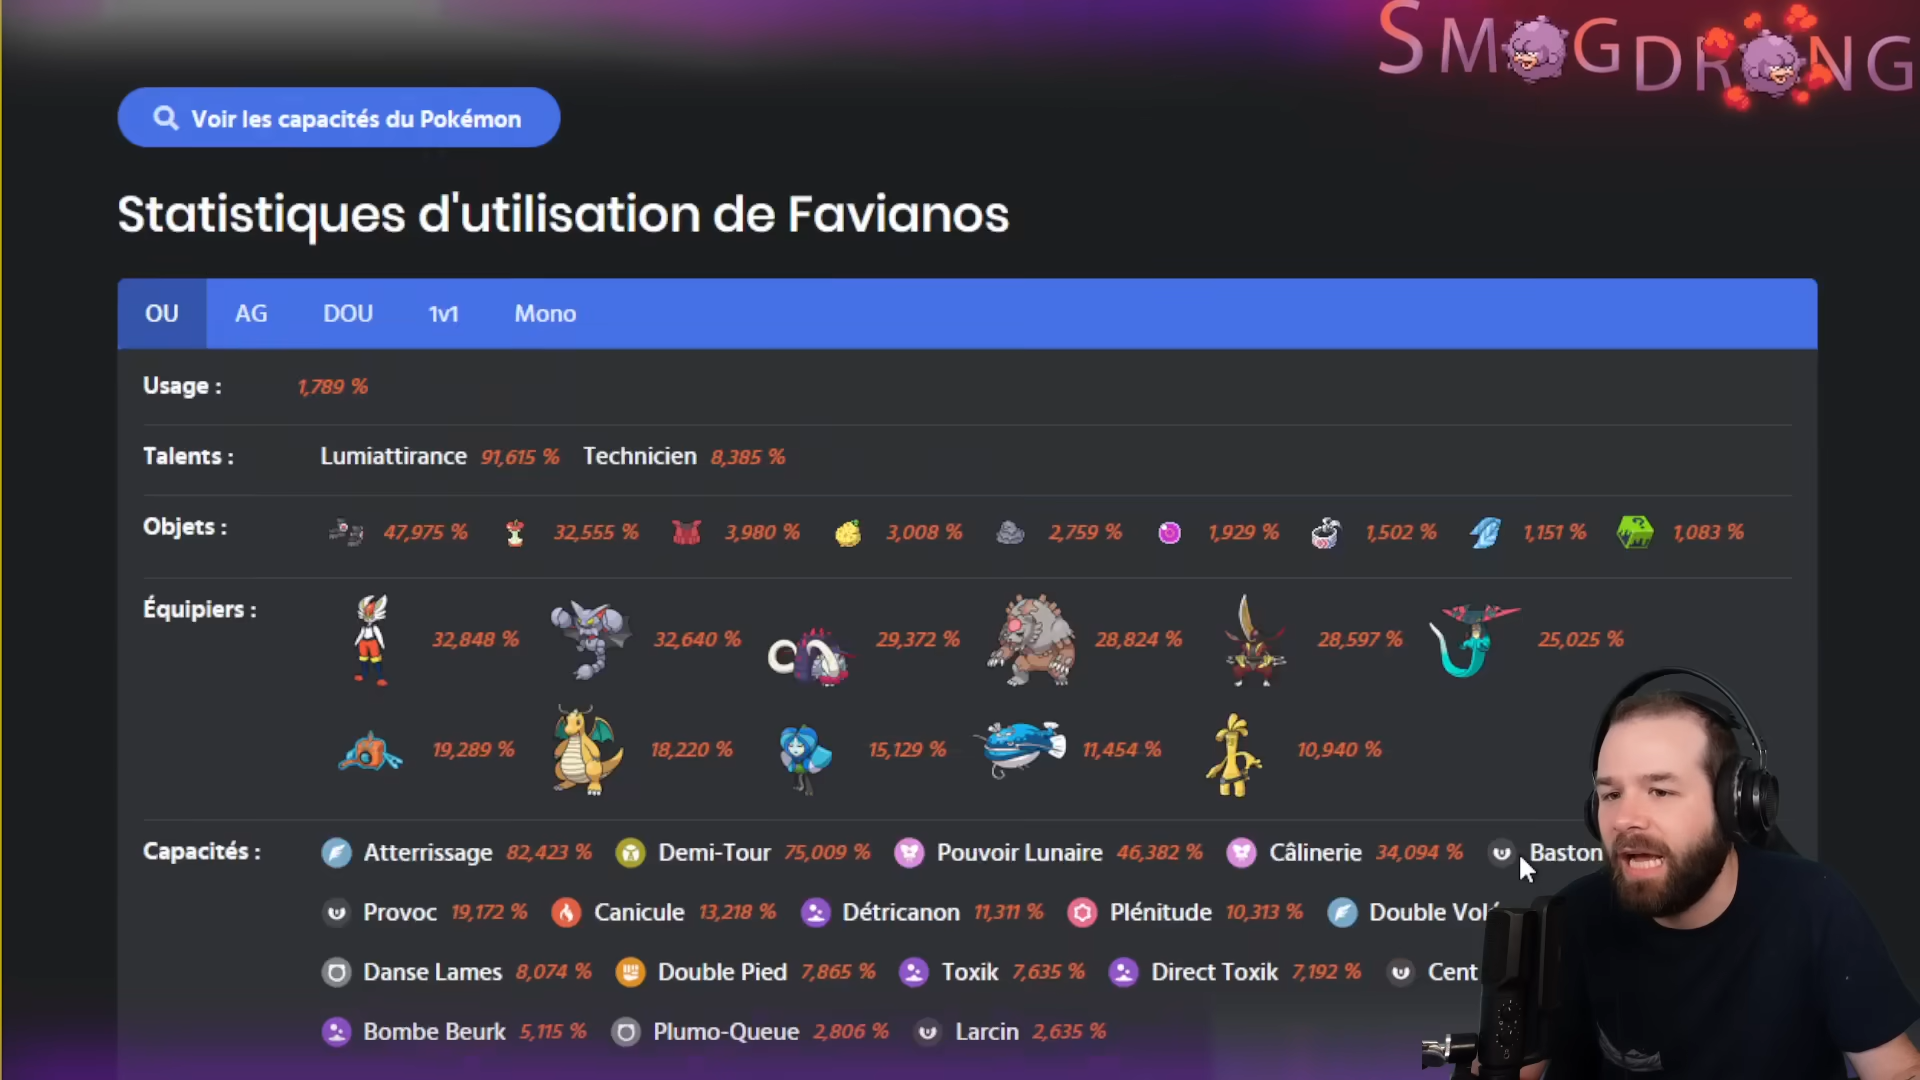 SMOGDRONG
Voir les capacités du Pokémon
Statistiques d'utilisation de Favianos
OU AG DOU 1v1 Mono
Usage : 1,789 %
Talents : Lumiattirance 91,615 % Technicien 8,385 %
Objets : 47,975 % 32,555 % 3,980 % 3,008 % 2,759 % 1,929 % 1,502 % 1,151 % 1,083 %
Équipiers : 32,848 % 32,640 % 29,372 % 28,824 % 28,597 % 25,025 %
19,289 % 18,220 % 15,129 % 11,454 % 10,940 %
Capacités : Atterrissage 82,423 % Demi-Tour 75,009 % Pouvoir Lunaire 46,382 % Câlinerie 34,094 % Baston
Provoc 19,172 % Canicule 13,218 % Détricanon 11,311 % Plénitude 10,313 % Double
Danse Lames 8,074 % Double Pied 7,865 % Toxik 7,635 % Direct Toxik 7,192 % Cent
Bombe Beurk 5,115 % Plumo-Queue 2,806 % Larcin 2,635 %